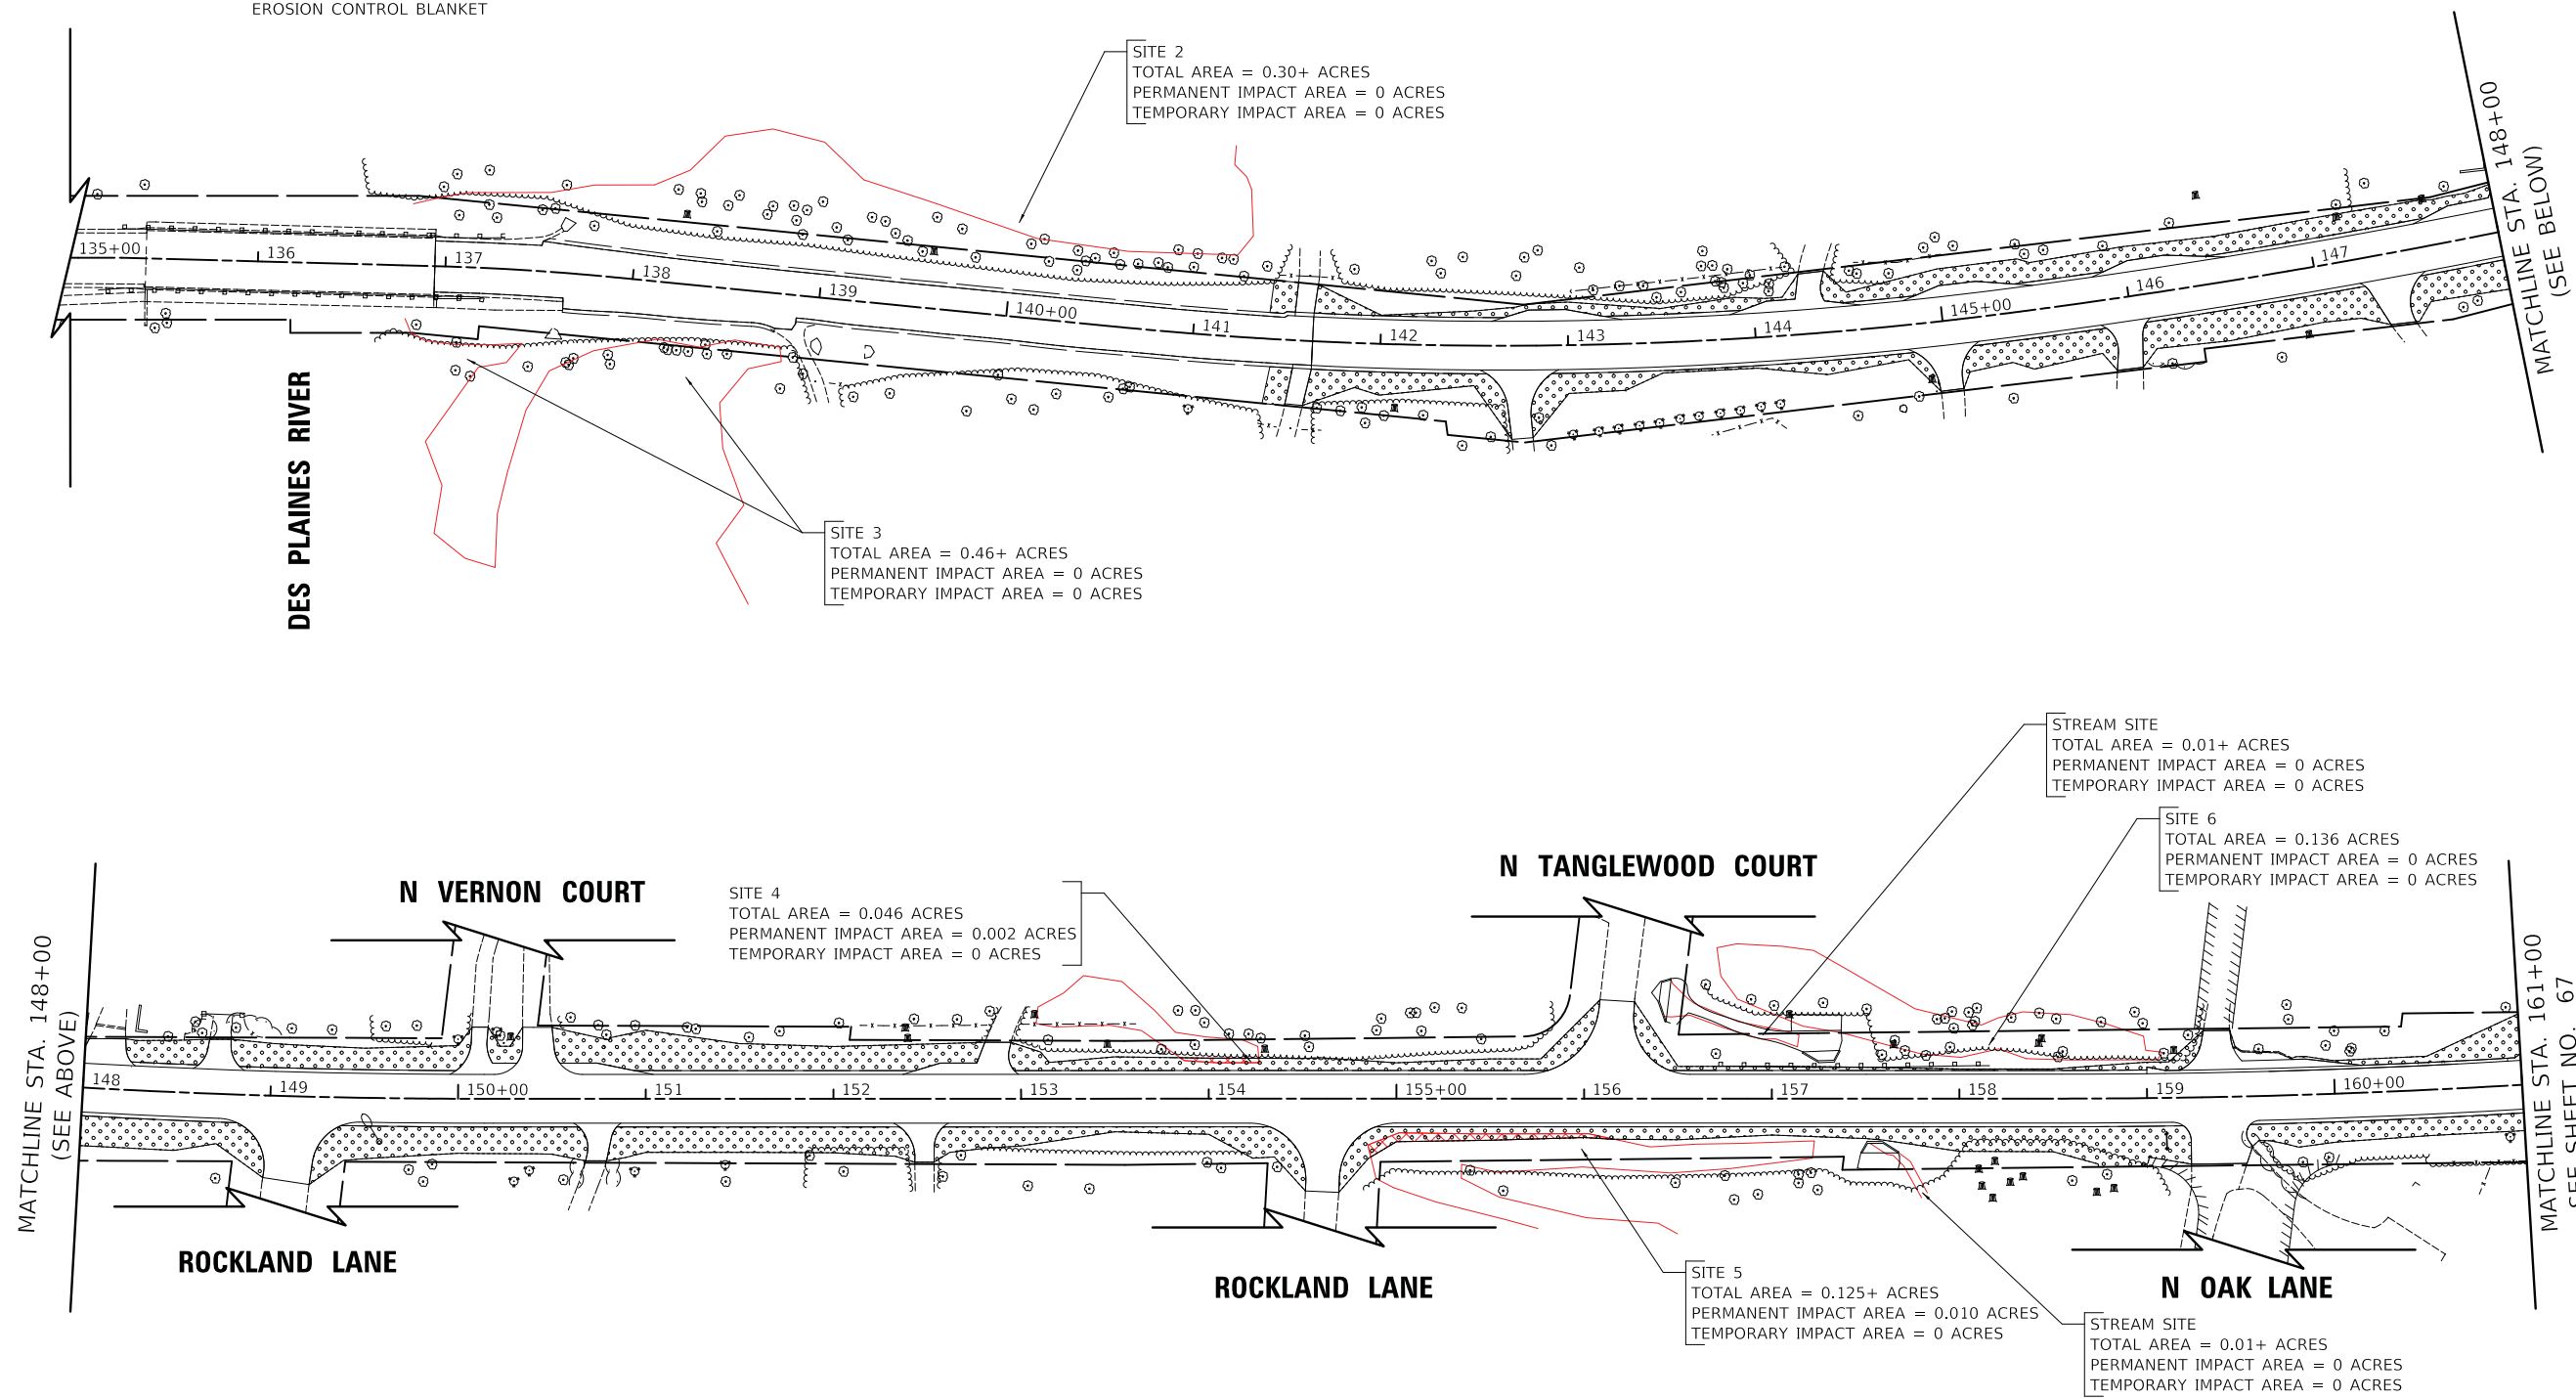 EROSION CONTROL BLANKET
SITE 2
TOTAL AREA = 0.30+ ACRES
PERMANENT IMPACT AREA = 0 ACRES
TEMPORARY IMPACT AREA = 0 ACRES
MATCHLINE STA. 148+00
(SEE BELOW)
135+00
136
137
138
139
140+00
141
142
143
144
145+00
146
147
DES PLAINES RIVER
SITE 3
TOTAL AREA = 0.46+ ACRES
PERMANENT IMPACT AREA = 0 ACRES
TEMPORARY IMPACT AREA = 0 ACRES
STREAM SITE
TOTAL AREA = 0.01+ ACRES
PERMANENT IMPACT AREA = 0 ACRES
TEMPORARY IMPACT AREA = 0 ACRES
SITE 6
TOTAL AREA = 0.136 ACRES
PERMANENT IMPACT AREA = 0 ACRES
TEMPORARY IMPACT AREA = 0 ACRES
N TANGLEWOOD COURT
N VERNON COURT
SITE 4
TOTAL AREA = 0.046 ACRES
PERMANENT IMPACT AREA = 0.002 ACRES
TEMPORARY IMPACT AREA = 0 ACRES
MATCHLINE STA. 148+00
(SEE ABOVE)
148
149
150+00
151
152
153
154
155+00
156
157
158
159
160+00
MATCHLINE STA. 161+00
SEE SHEET NO. 67
ROCKLAND LANE
ROCKLAND LANE
N OAK LANE
SITE 5
TOTAL AREA = 0.125+ ACRES
PERMANENT IMPACT AREA = 0.010 ACRES
TEMPORARY IMPACT AREA = 0 ACRES
STREAM SITE
TOTAL AREA = 0.01+ ACRES
PERMANENT IMPACT AREA = 0 ACRES
TEMPORARY IMPACT AREA = 0 ACRES